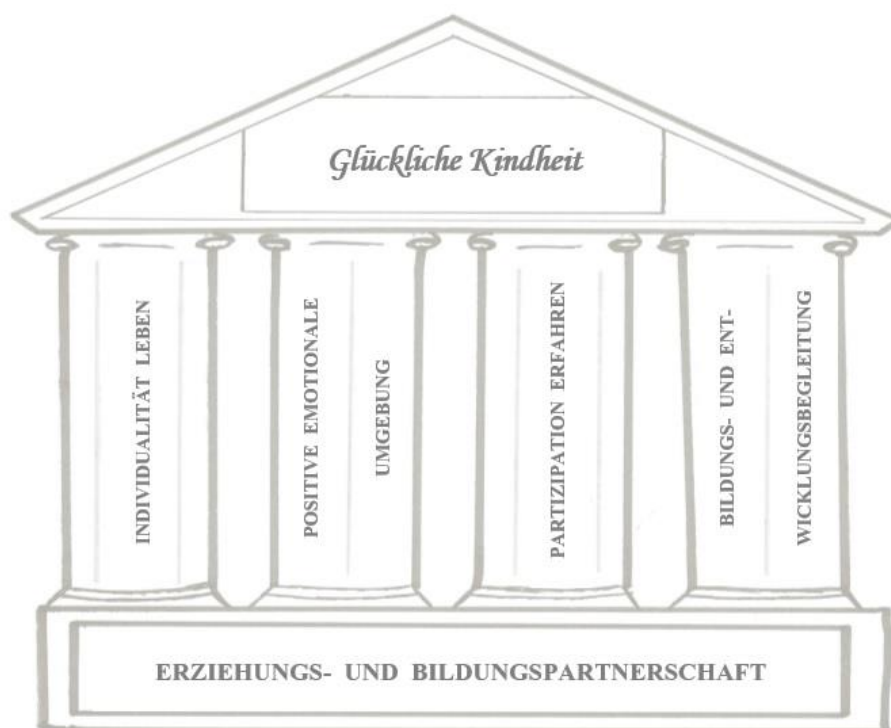 Glückliche Kindheit
INDIVIDUALITÄT LEBEN
POSITIVE EMOTIONALE
UMGEBUNG
PARTIZIPATION ERFAHREN
BILDUNGS- UND ENT-
WICKLUNGSBEGLEITUNG
ERZIEHUNGS- UND BILDUNGSPARTNERSCHAFT